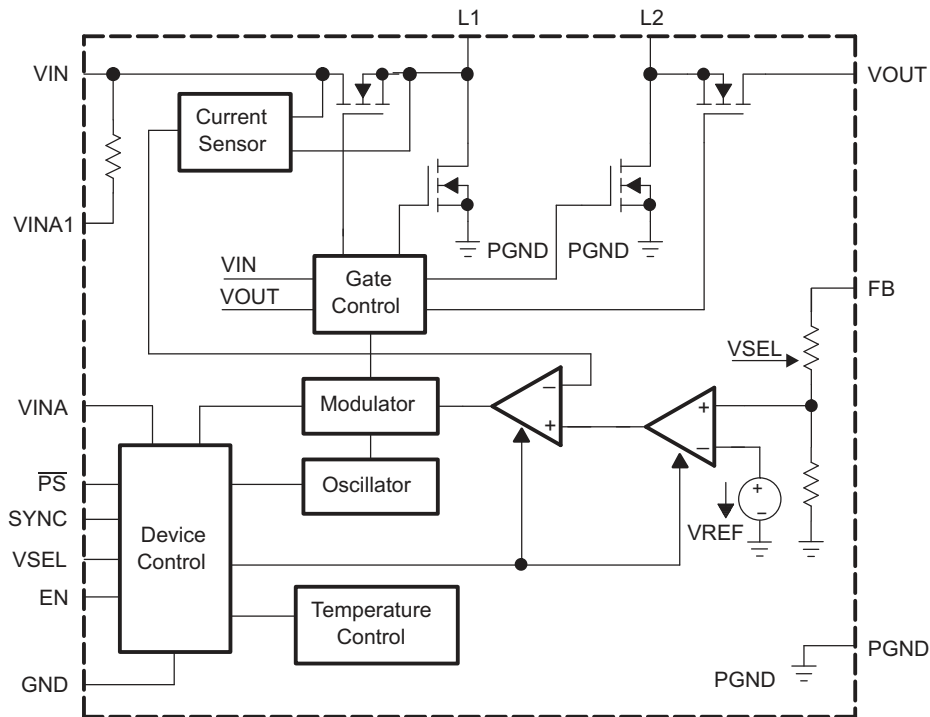 L1
L2
VIN
VOUT
Current
Sensor
VINA1
PGND
PGND
VIN
VOUT
Gate
Control
FB
VSEL
VINA
Modulator
−
+
+
−
PS
Oscillator
SYNC
VSEL
EN
Device
Control
VREF
+
−
Temperature
Control
GND
PGND
PGND